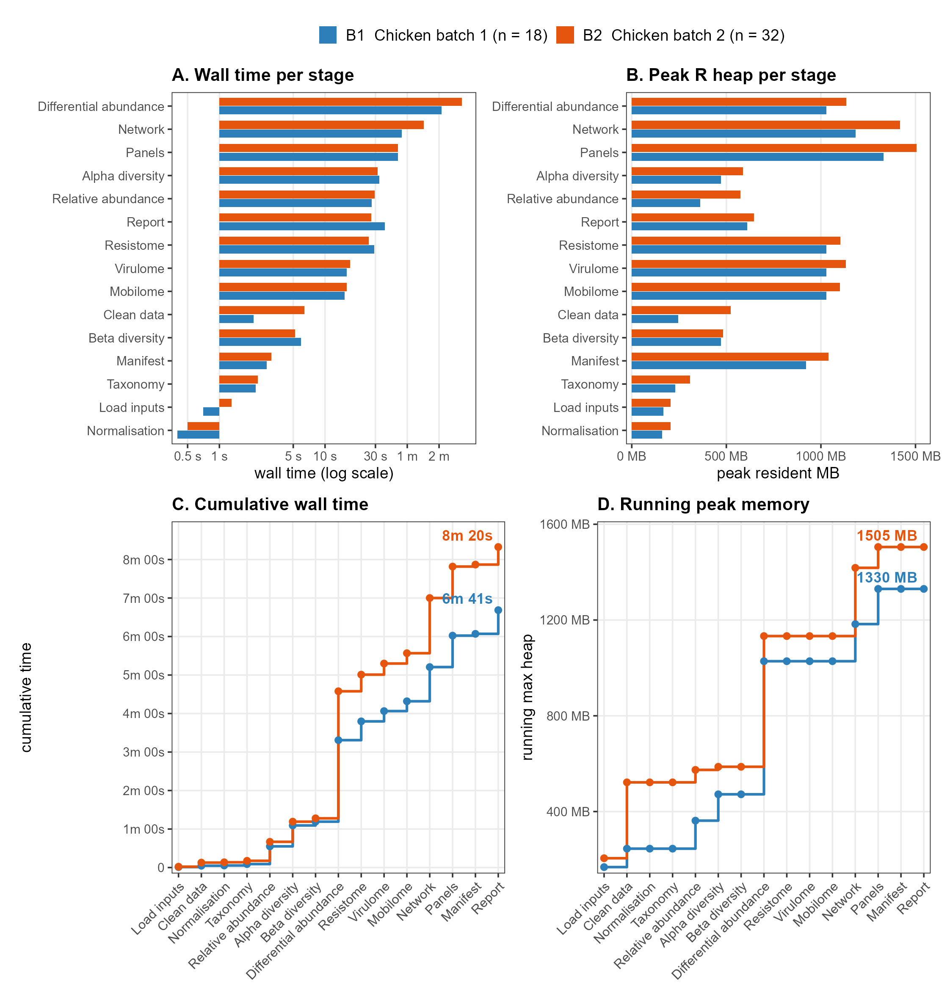 B1  Chicken batch 1 (n = 18)  B2  Chicken batch 2 (n = 32)
A. Wall time per stage
Differential abundance
Network
Panels
Alpha diversity
Relative abundance
Report
Resistome
Virulome
Mobilome
Clean data
Beta diversity
Manifest
Taxonomy
Load inputs
Normalisation
0.5 s 1 s 5 s 10 s 30 s 1 m 2 m
wall time (log scale)
B. Peak R heap per stage
Differential abundance
Network
Panels
Alpha diversity
Relative abundance
Report
Resistome
Virulome
Mobilome
Clean data
Beta diversity
Manifest
Taxonomy
Load inputs
Normalisation
0 MB 500 MB 1000 MB 1500 MB
peak resident MB
C. Cumulative wall time
cumulative time
8m 00s
7m 00s
6m 00s
5m 00s
4m 00s
3m 00s
2m 00s
1m 00s
0
8m 20s
6m 41s
Load inputs
Clean data
Normalisation
Taxonomy
Relative abundance
Alpha diversity
Beta diversity
Differential abundance
Resistome
Virulome
Mobilome
Network
Panels
Manifest
Report
D. Running peak memory
running max heap
1600 MB
1200 MB
800 MB
400 MB
1505 MB
1330 MB
Load inputs
Clean data
Normalisation
Taxonomy
Relative abundance
Alpha diversity
Beta diversity
Differential abundance
Resistome
Virulome
Mobilome
Network
Panels
Manifest
Report